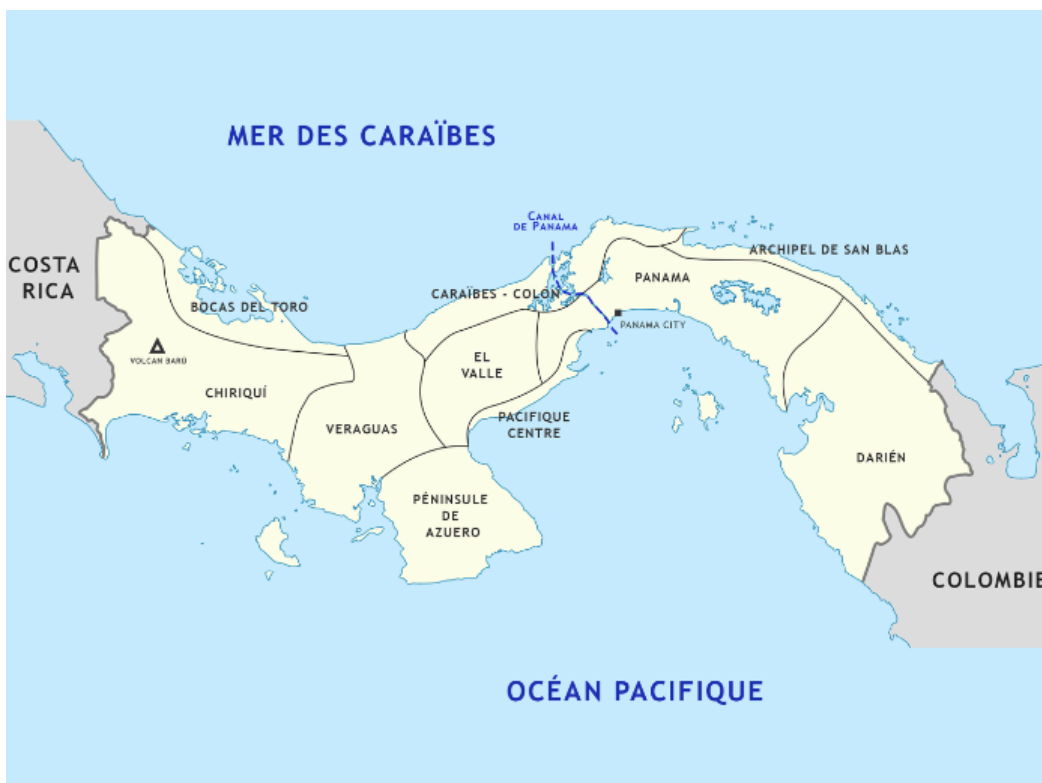 MER DES CARAÏBES
CANAL
DE PANAMA
ARCHIPEL DE SAN BLAS
COSTA
RICA
PANAMA
CARAÏBES - COLÓN
BOCAS DEL TORO
PANAMA CITY
VOLCAN BARÚ
EL
VALLE
CHIRIQUÍ
PACIFIQUE
CENTRE
VERAGUAS
DARIÉN
PÉNINSULE
DE
AZUERO
COLOMBIE
OCÉAN PACIFIQUE